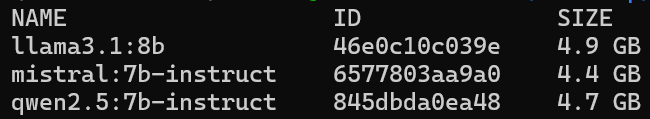 NAME ID SIZE
llama3.1:8b 46e0c10c039e 4.9 GB
mistral:7b-instruct 6577803aa9a0 4.4 GB
qwen2.5:7b-instruct 845dbda0ea48 4.7 GB